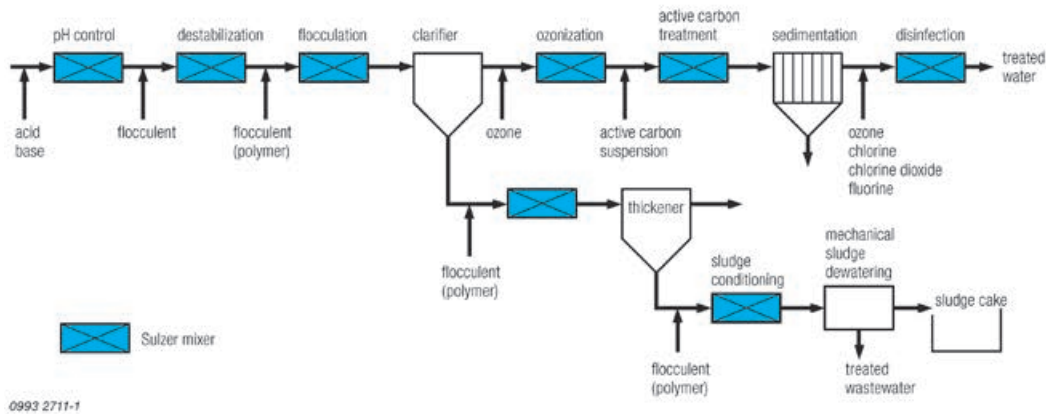 pH control
destabilization
flocculation
clarifier
ozonization
active carbon
treatment
sedimentation
disinfection
treated
water
acid
base
flocculent
flocculent
(polymer)
ozone
active carbon
suspension
ozone
chlorine
chlorine dioxide
fluorine
thickener
flocculent
(polymer)
sludge
conditioning
mechanical
sludge
dewatering
sludge cake
flocculent
(polymer)
treated
wastewater
Sulzer mixer
0993 2711-1